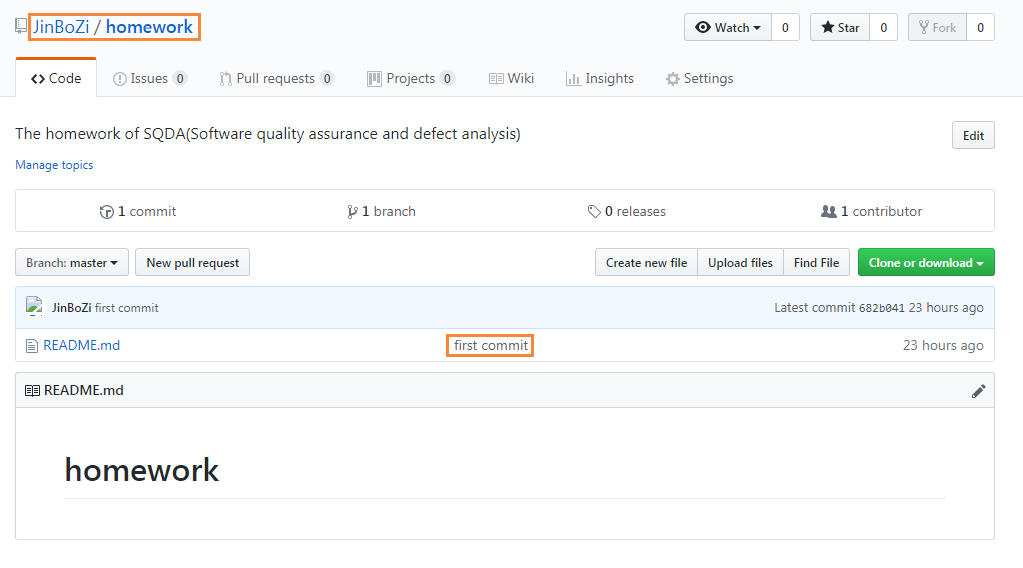 JinBoZi / homework Watch 0 Star 0 Fork 0
Code Issues 0 Pull requests 0 Projects 0 Wiki Insights Settings
The homework of SQDA(Software quality assurance and defect analysis) Edit
Manage topics
1 commit 1 branch 0 releases 1 contributor
Branch: master New pull request Create new file Upload files Find File Clone or download
JinBoZi first commit Latest commit 682b041 23 hours ago
README.md first commit 23 hours ago
README.md
homework